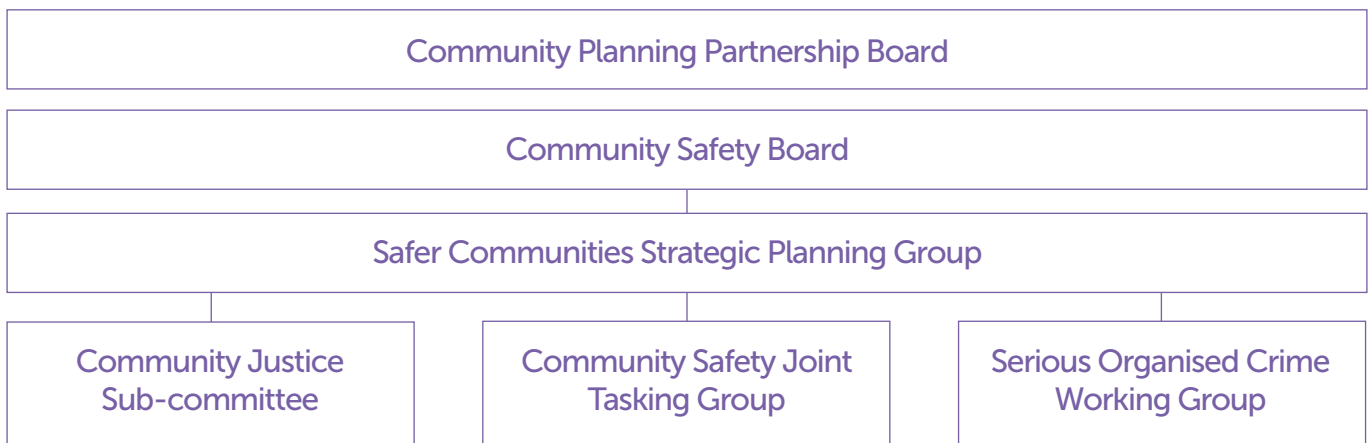 Community Planning Partnership Board
Community Safety Board
Safer Communities Strategic Planning Group
Community Justice
Sub-committee
Community Safety Joint
Tasking Group
Serious Organised Crime
Working Group